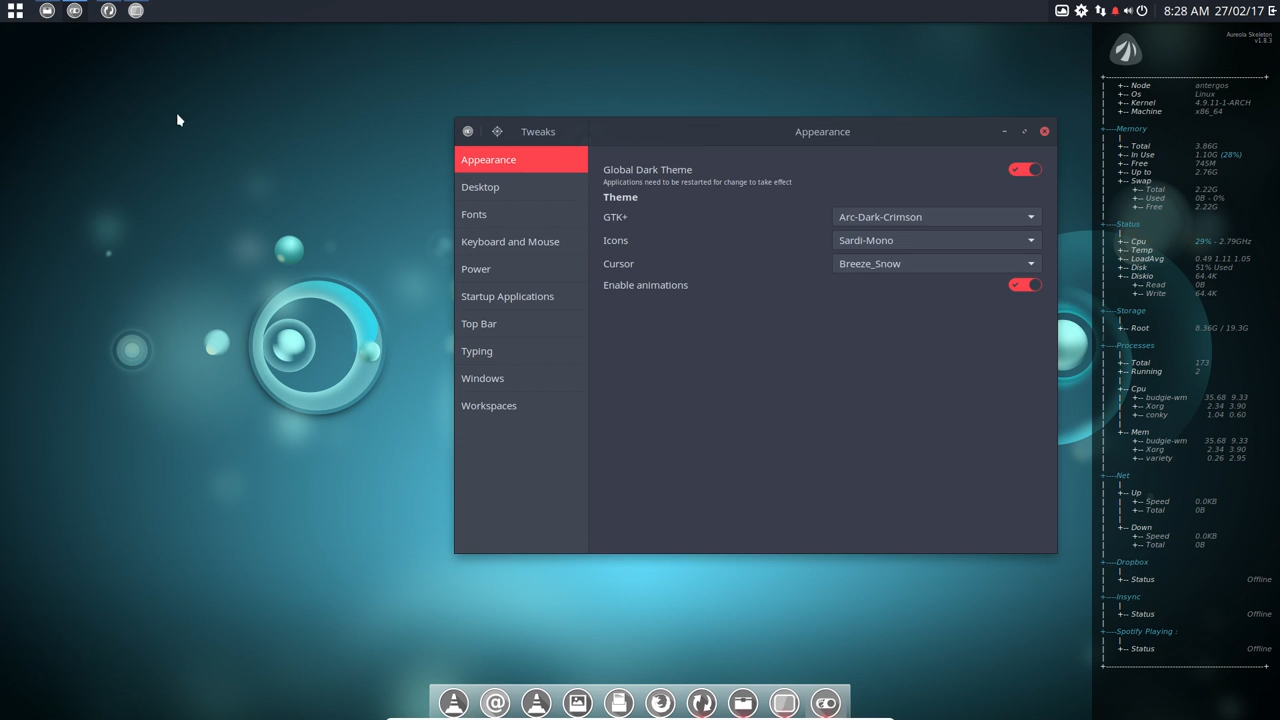 8:28 AM 27/02/17
Aureola Skeleton
v1.8.3
Tweaks
Appearance
Appearance
Desktop
Fonts
Keyboard and Mouse
Power
Startup Applications
Top Bar
Typing
Windows
Workspaces
Global Dark Theme
Applications need to be restarted for change to take effect
Theme
GTK+ Arc-Dark-Crimson
Icons Sardi-Mono
Cursor Breeze_Snow
Enable animations
+-- Node antergos
+-- Os Linux
+-- Kernel 4.9.11-1-ARCH
+-- Machine x86_64
+----Memory
+-- Total 3.86G
+-- In Use 1.10G (28%)
+-- Free 745M
+-- Up to 2.76G
+-- Swap
+-- Total 2.22G
+-- Used 0B - 0%
+-- Free 2.22G
+----Status
+-- Cpu 29% - 2.79GHz
+-- Temp
+-- LoadAvg 0.49 1.11 1.05
+-- Disk 51% Used
+-- Diskio 64.4K
+-- Read 0B
+-- Write 64.4K
+----Storage
+-- Root 8.36G / 19.3G
+----Processes
+-- Total 173
+-- Running 2
+-- Cpu
+-- budgie-wm 35.68 9.33
+-- Xorg 2.34 3.90
+-- conky 1.04 0.60
+-- Mem
+-- budgie-wm 35.68 9.33
+-- Xorg 2.34 3.90
+-- variety 0.26 2.95
+----Net
+-- Up
+-- Speed 0.0KB
+-- Total 0B
+-- Down
+-- Speed 0.0KB
+-- Total 0B
+----Dropbox
+-- Status Offline
+----Insync
+-- Status Offline
+----Spotify Playing :
+-- Status Offline